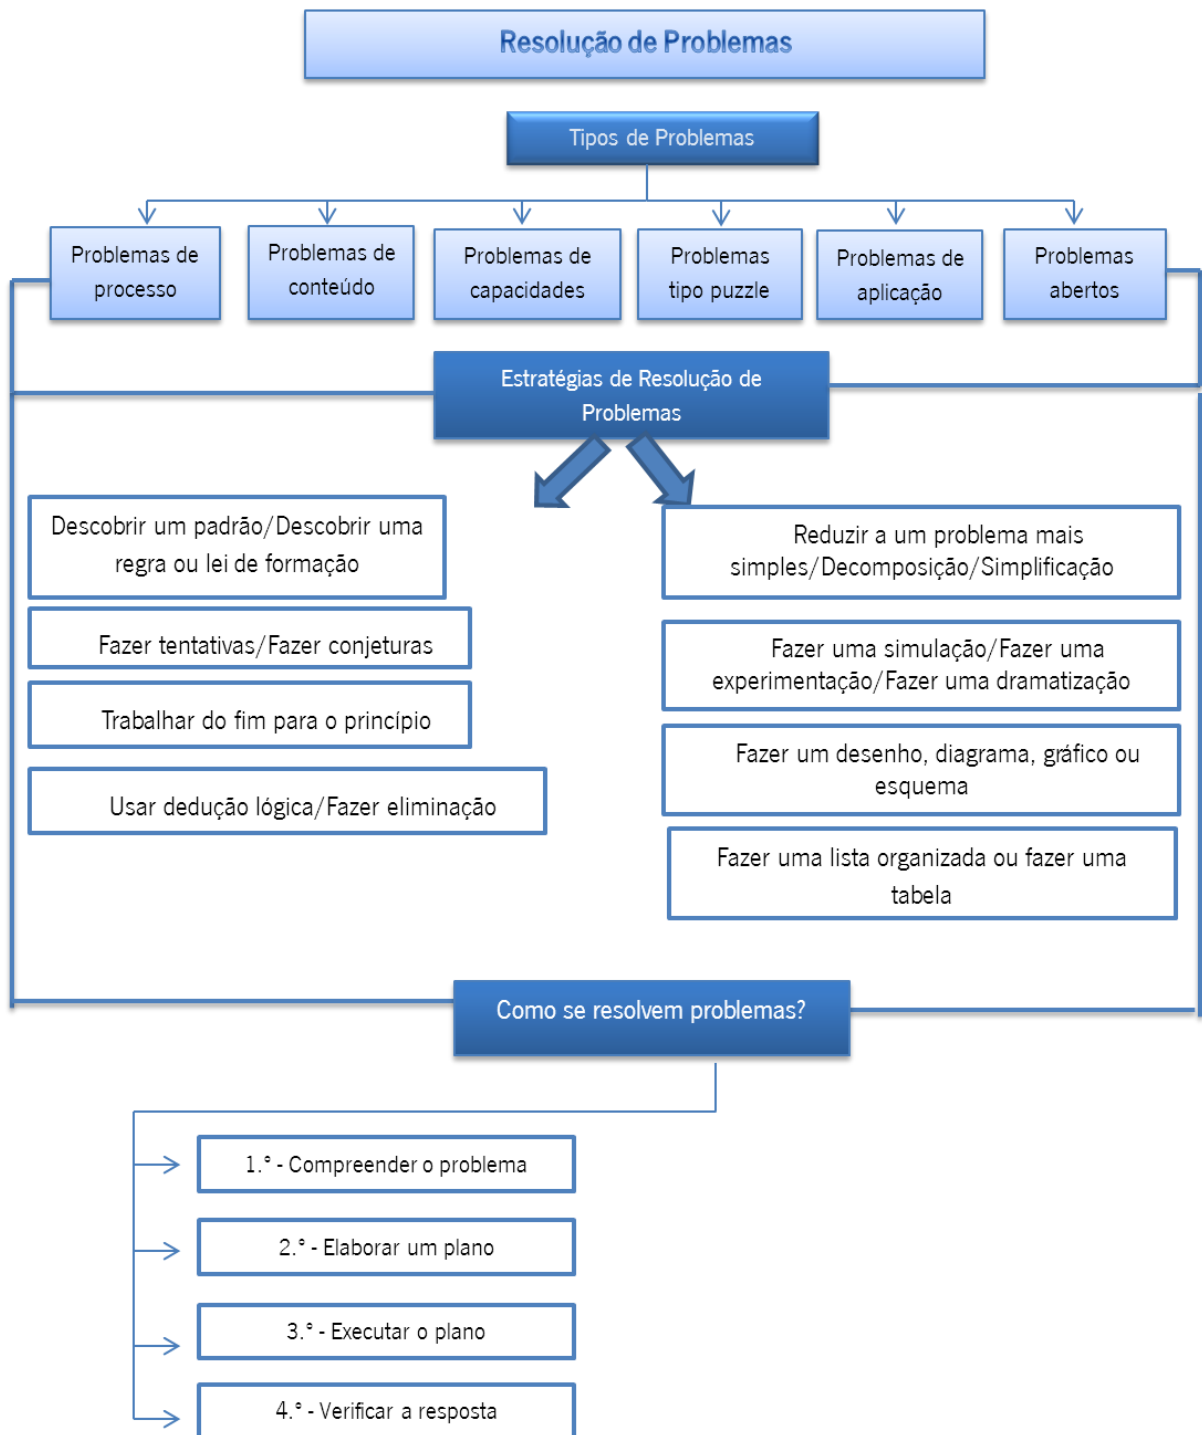 Resolução de Problemas
Tipos de Problemas
Problemas de
processo
Problemas de
conteúdo
Problemas de
capacidades
Problemas
tipo puzzle
Problemas de
aplicação
Problemas
abertos
Estratégias de Resolução de
Problemas
Descobrir um padrão/Descobrir uma
regra ou lei de formação
Fazer tentativas/Fazer conjeturas
Trabalhar do fim para o princípio
Usar dedução lógica/Fazer eliminação
Reduzir a um problema mais
simples/Decomposição/Simplificação
Fazer uma simulação/Fazer uma
experimentação/Fazer uma dramatização
Fazer um desenho, diagrama, gráfico ou
esquema
Fazer uma lista organizada ou fazer uma
tabela
Como se resolvem problemas?
1.º - Compreender o problema
2.º - Elaborar um plano
3.º - Executar o plano
4.º - Verificar a resposta